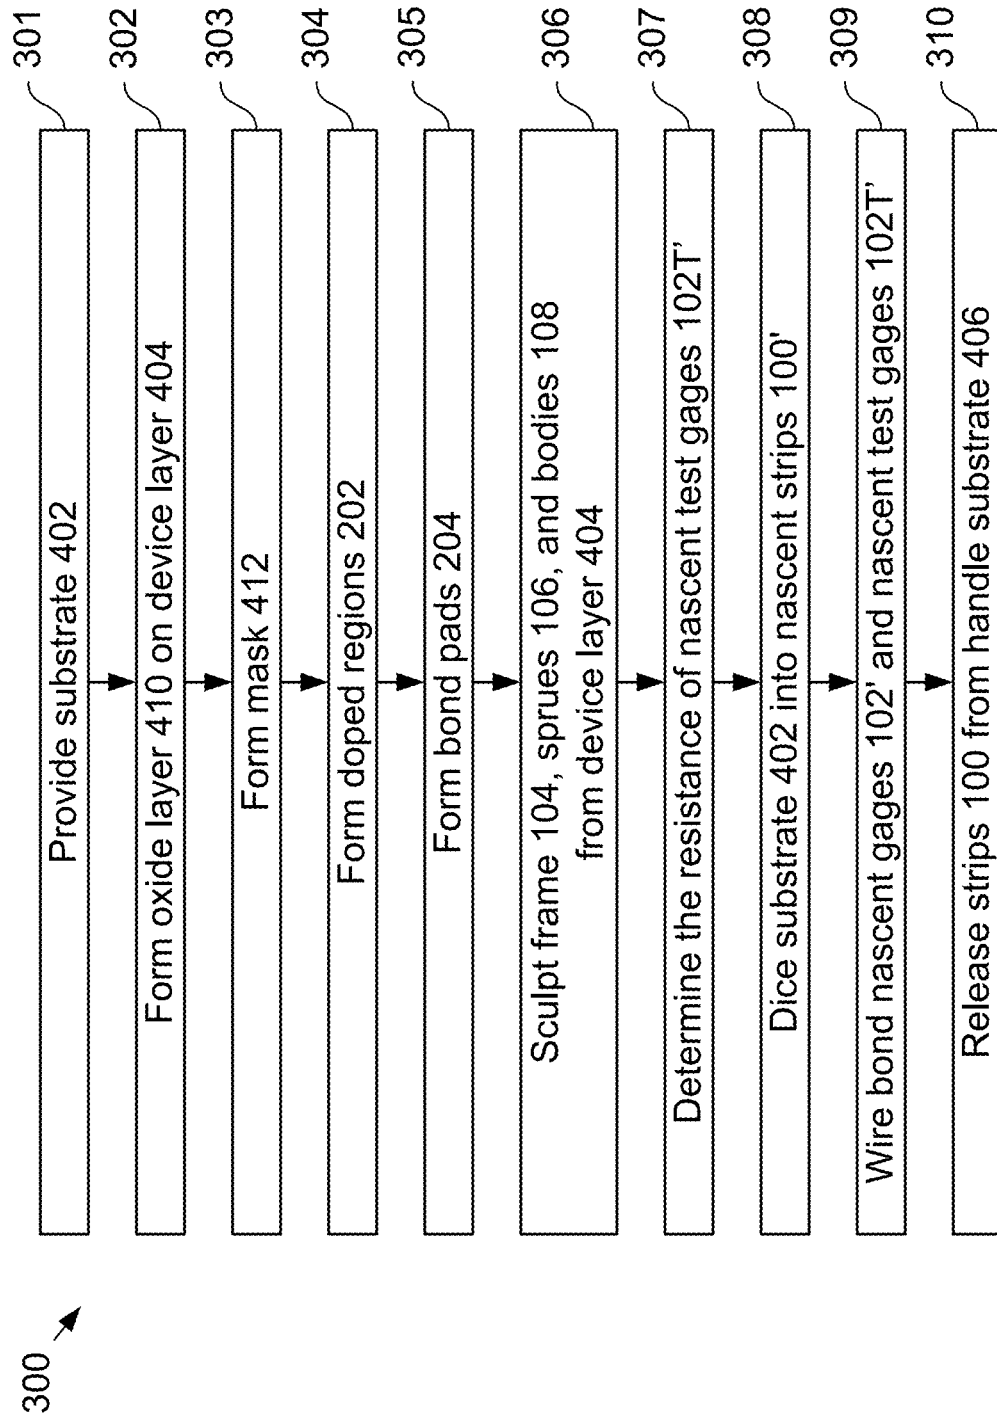 300
301
Provide substrate 402
302
Form oxide layer 410 on device layer 404
303
Form mask 412
304
Form doped regions 202
305
Form bond pads 204
306
Sculpt frame 104, sprues 106, and bodies 108
from device layer 404
307
Determine the resistance of nascent test gages 102T’
308
Dice substrate 402 into nascent strips 100'
309
Wire bond nascent gages 102' and nascent test gages 102T’
310
Release strips 100 from handle substrate 406